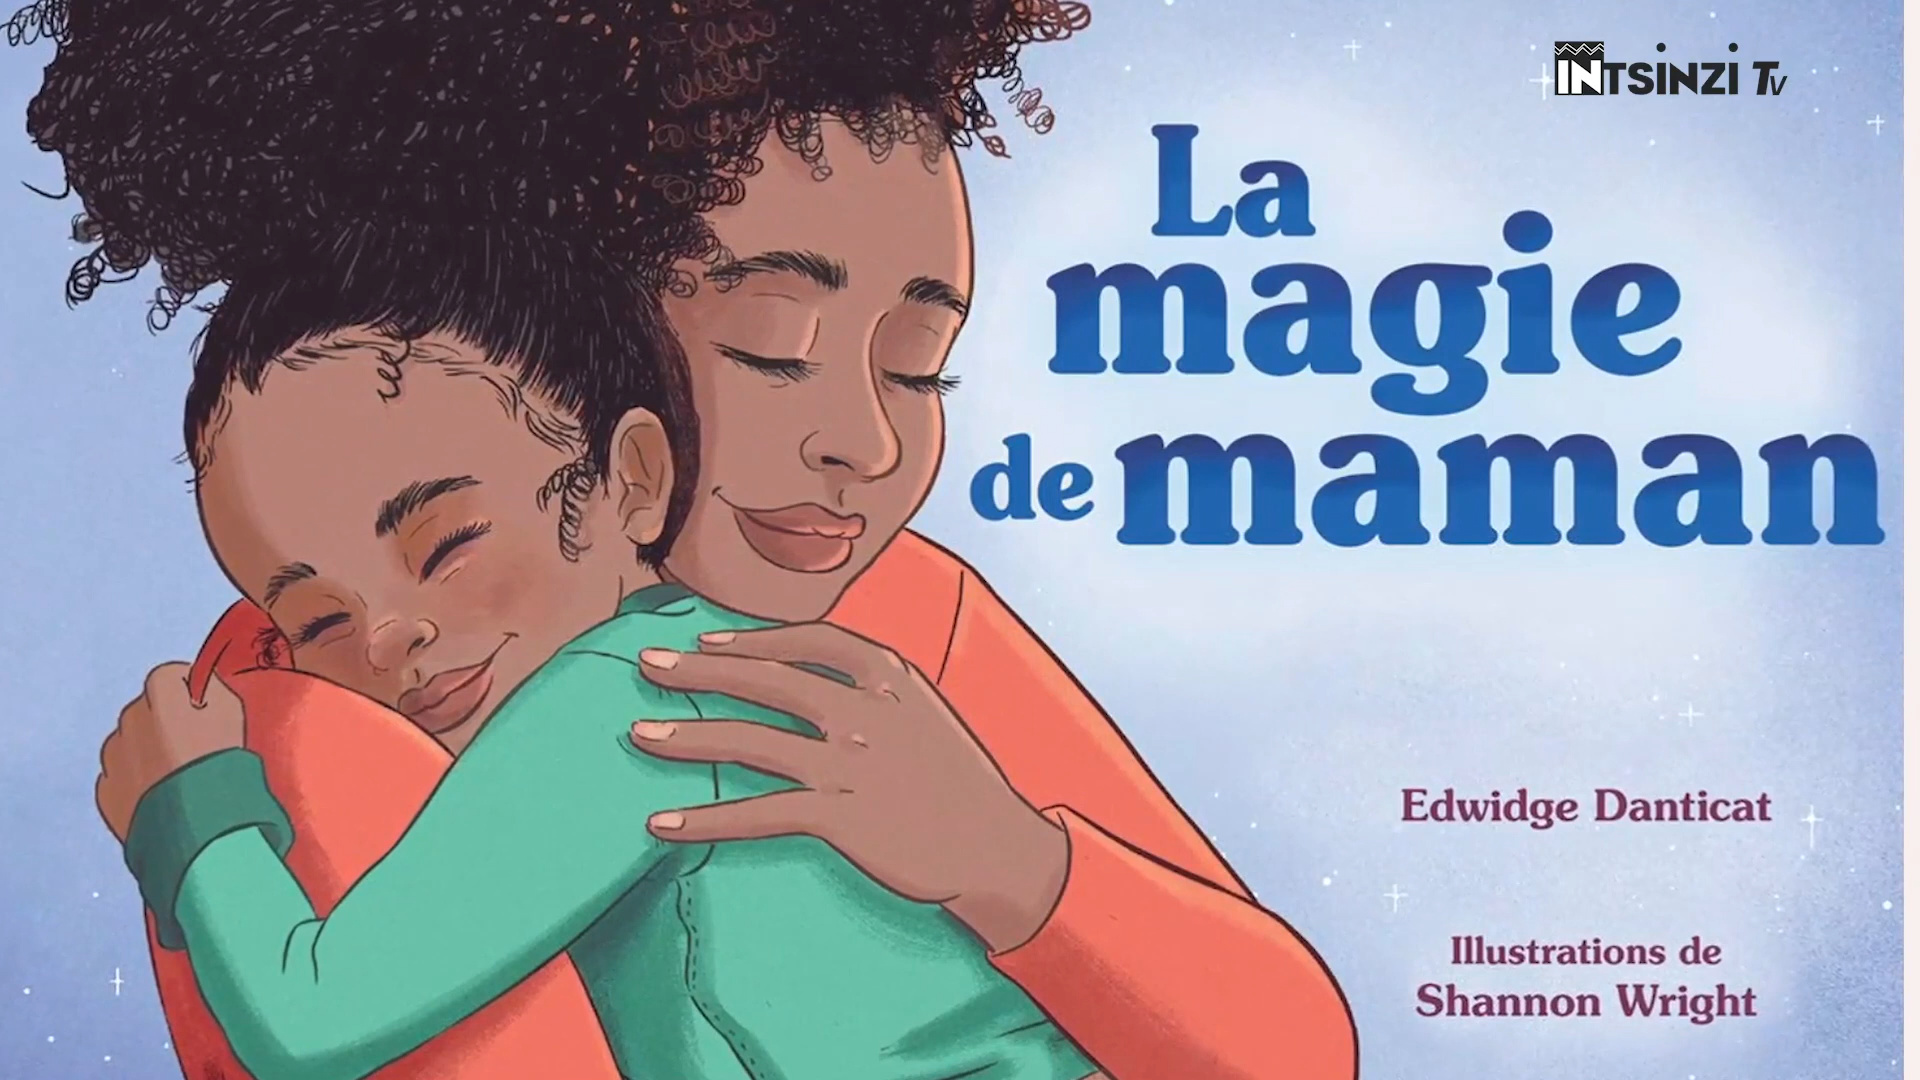 INTSINZI TV
La
magie
de maman
Edwidge Danticat
Illustrations de
Shannon Wright